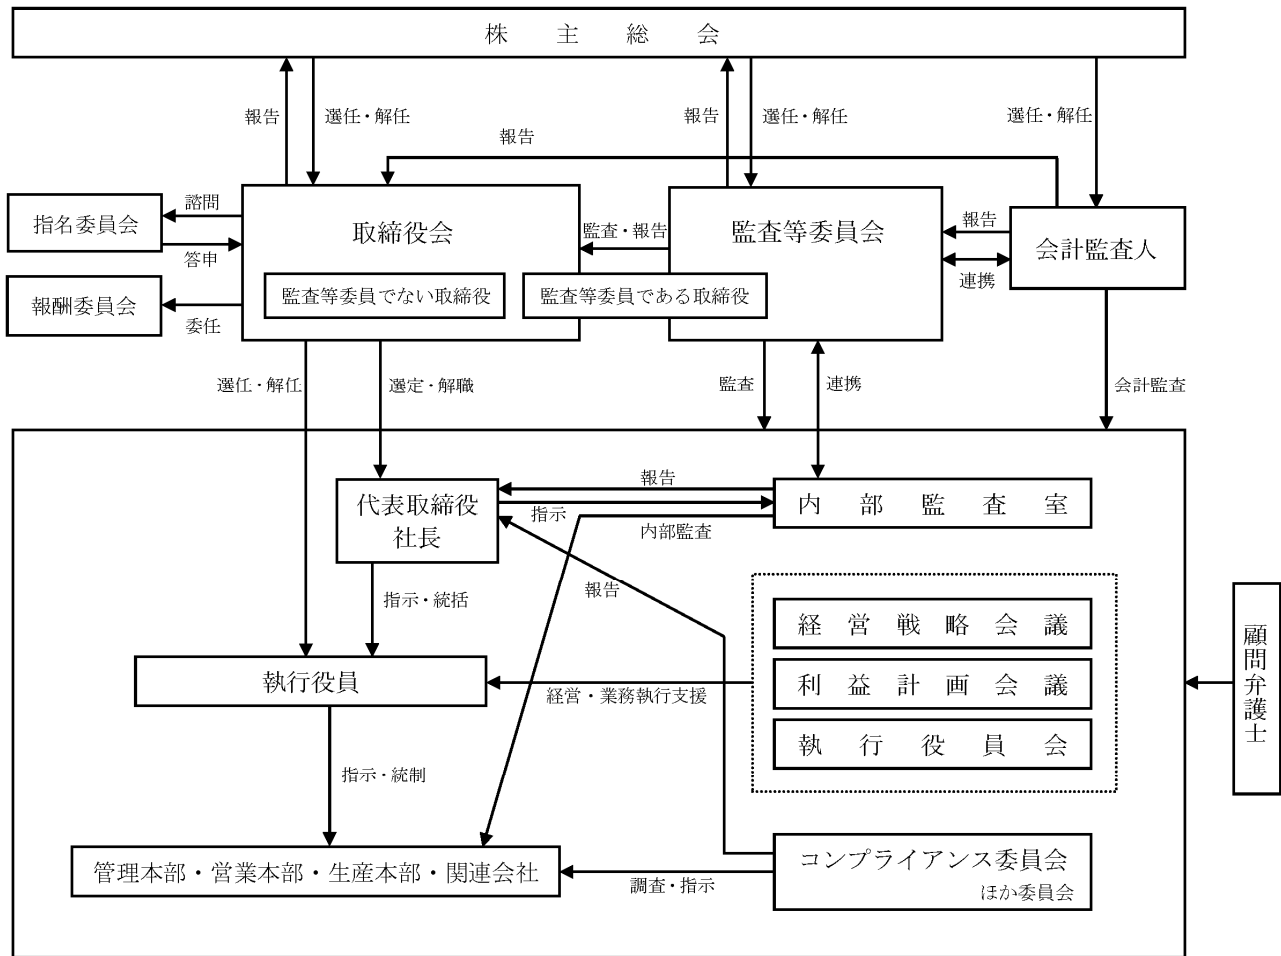 株主総会
報告
選任・解任
報告
選任・解任
選任・解任
報告
指名委員会
諮問
答申
報酬委員会
委任
取締役会
監査等委員でない取締役
監査・報告
監査等委員会
監査等委員である取締役
報告
連携
会計監査人
選任・解任
選定・解職
監査
連携
会計監査
代表取締役
社長
報告
指示
内部監査
内部監査室
指示・統括
報告
経営戦略会議
利益計画会議
執行役員会
執行役員
経営・業務執行支援
顧問弁護士
指示・統制
管理本部・営業本部・生産本部・関連会社
調査・指示
コンプライアンス委員会
ほか委員会